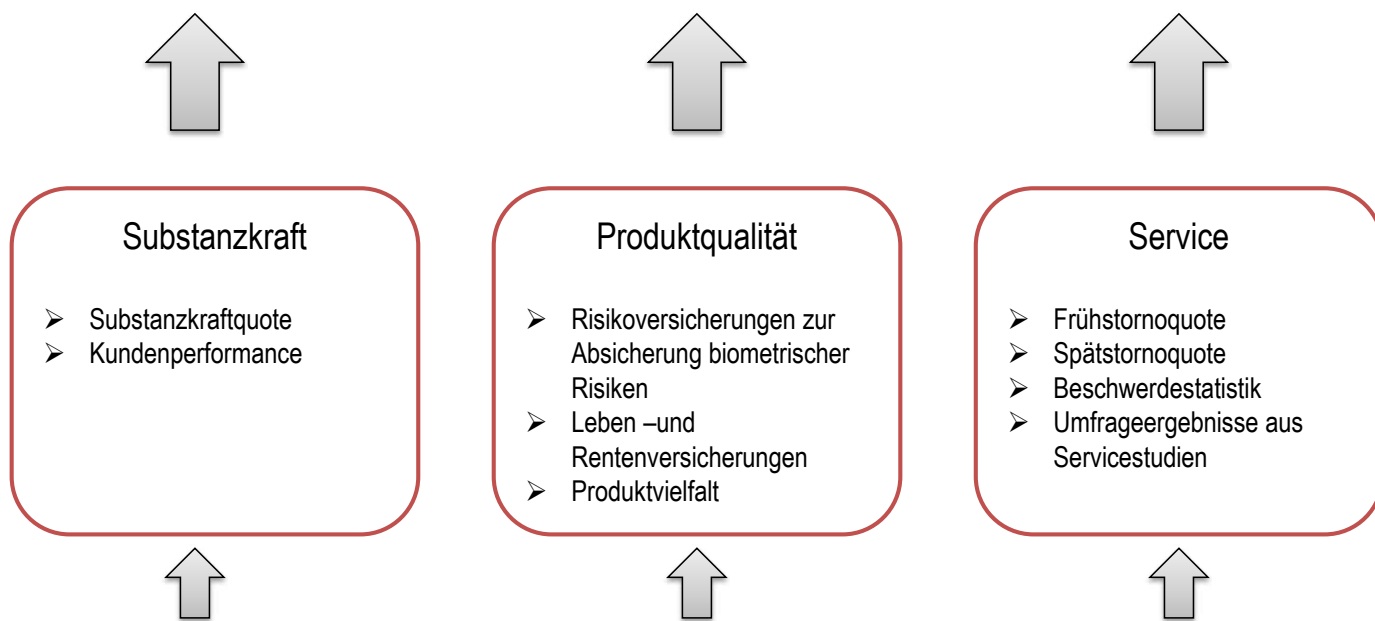 Substanzkraft
➢ Substanzkraftquote
➢ Kundenperformance
Produktqualität
➢ Risikoversicherungen zur
Absicherung biometrischer
Risiken
➢ Leben –und
Rentenversicherungen
➢ Produktvielfalt
Service
➢ Frühstornoquote
➢ Spätstornoquote
➢ Beschwerdestatistik
➢ Umfrageergebnisse aus
Servicestudien